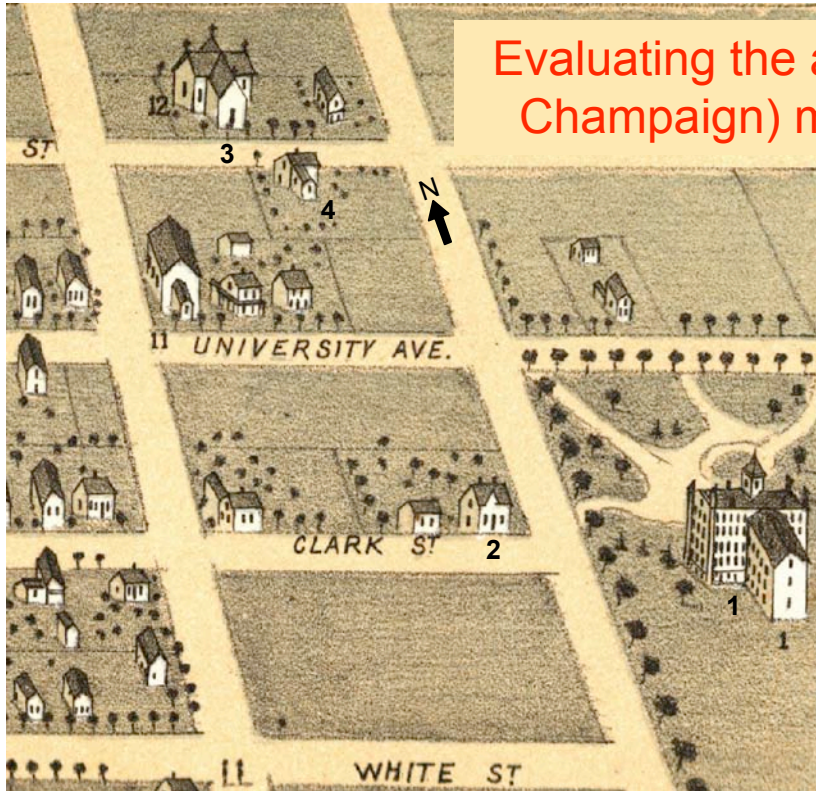 Evaluating the a
Champaign) m
12
ST
3
4
N
11 UNIVERSITY AVE.
CLARK ST
2
1
1
WHITE ST